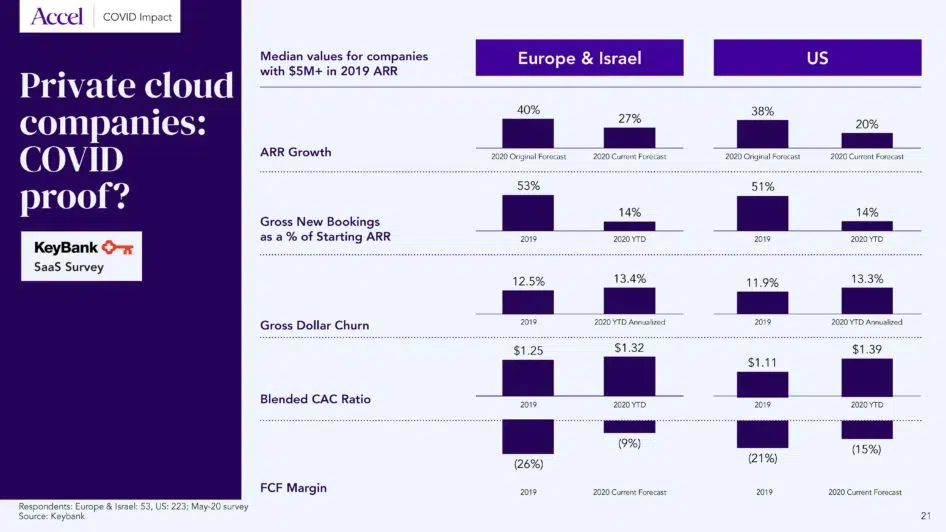 Accel
COVID Impact
Private cloud
companies:
COVID
proof?
KeyBank
SaaS Survey
Median values for companies
with $5M+ in 2019 ARR
Europe & Israel
US
ARR Growth
40%
27%
38%
20%
2020 Original Forecast
2020 Current Forecast
2020 Original Forecast
2020 Current Forecast
Gross New Bookings
as a % of Starting ARR
53%
14%
51%
14%
2019
2020 YTD
2019
2020 YTD
Gross Dollar Churn
12.5%
13.4%
11.9%
13.3%
2019
2020 YTD Annualized
2019
2020 YTD Annualized
Blended CAC Ratio
$1.25
$1.32
$1.11
$1.39
2019
2020 YTD
2019
2020 YTD
FCF Margin
(26%)
(9%)
(21%)
(15%)
2019
2020 Current Forecast
2019
2020 Current Forecast
Respondents: Europe & Israel: 53, US: 223; May-20 survey
Source: Keybank
21